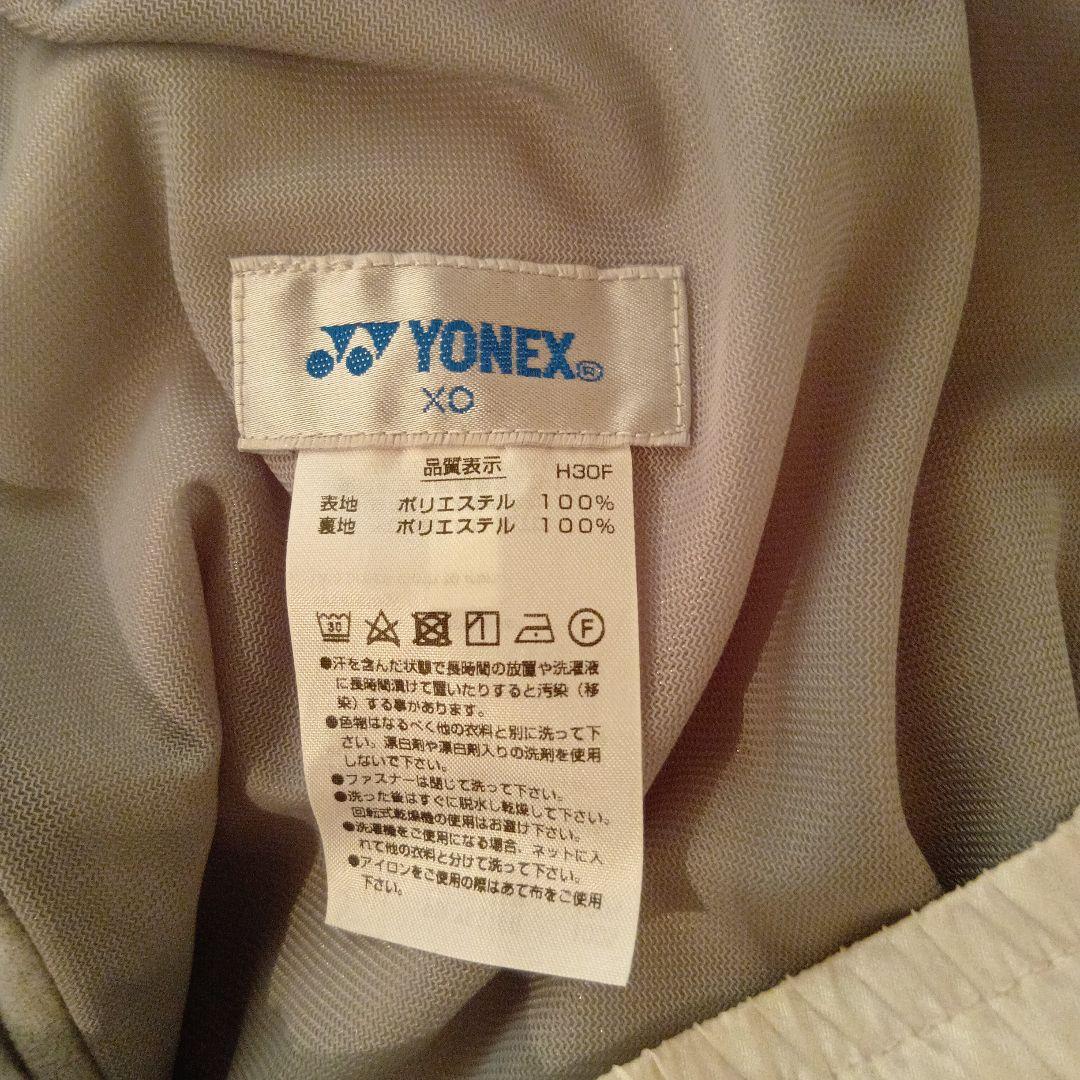 YONEX®
XO
品質表示 H30F
表地 ポリエステル 100%
裏地 ポリエステル 100%
30 F
●汗を含んだ状態で長時間の放置や洗濯液
に長時間漬けて置いたりすると汚染（移
染）する事があります。
●色物はなるべく他の衣料と別に洗って下
さい。漂白剤や漂白剤入りの洗剤を使用
しないで下さい。
●ファスナーは閉じて洗って下さい。
●洗った後はすぐに脱水し乾燥して下さい。
回転式乾燥機の使用はお避け下さい。
●洗濯機をご使用になる場合、ネットに入
れて他の衣料と分けて洗って下さい。
●アイロンをご使用の際はあて布をご使用
下さい。